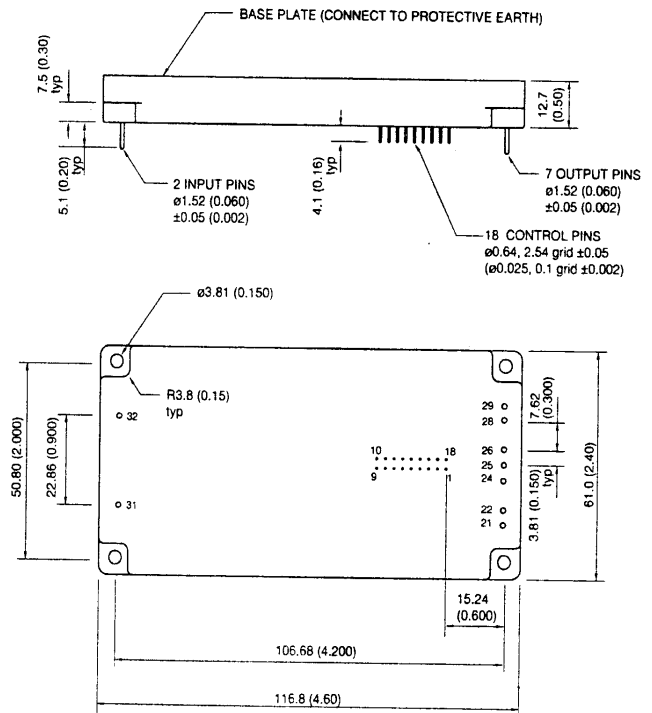 BASE PLATE (CONNECT TO PROTECTIVE EARTH)
7.5 (0.30)
typ
12.7
(0.50)
5.1 (0.20)
typ
4.1 (0.16)
typ
2 INPUT PINS
ø1.52 (0.060)
±0.05 (0.002)
7 OUTPUT PINS
ø1.52 (0.060)
±0.05 (0.002)
18 CONTROL PINS
ø0.64, 2.54 grid ±0.05
(ø0.025, 0.1 grid ±0.002)
ø3.81 (0.150)
R3.8 (0.15)
typ
50.80 (2.000)
22.86 (0.900)
32
31
10
18
9
1
29
28
26
25
24
22
21
7.62
(0.300)
3.81 (0.150)
typ
61.0 (2.40)
15.24
(0.600)
106.68 (4.200)
116.8 (4.60)